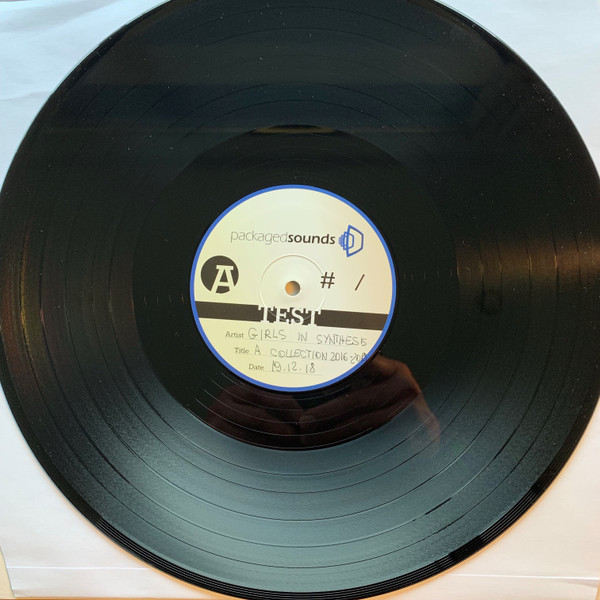 packagedsounds
A # /
TEST
Artist GIRLS IN SYNTHESIS
Title A COLLECTION 2016
Date 19.12.18